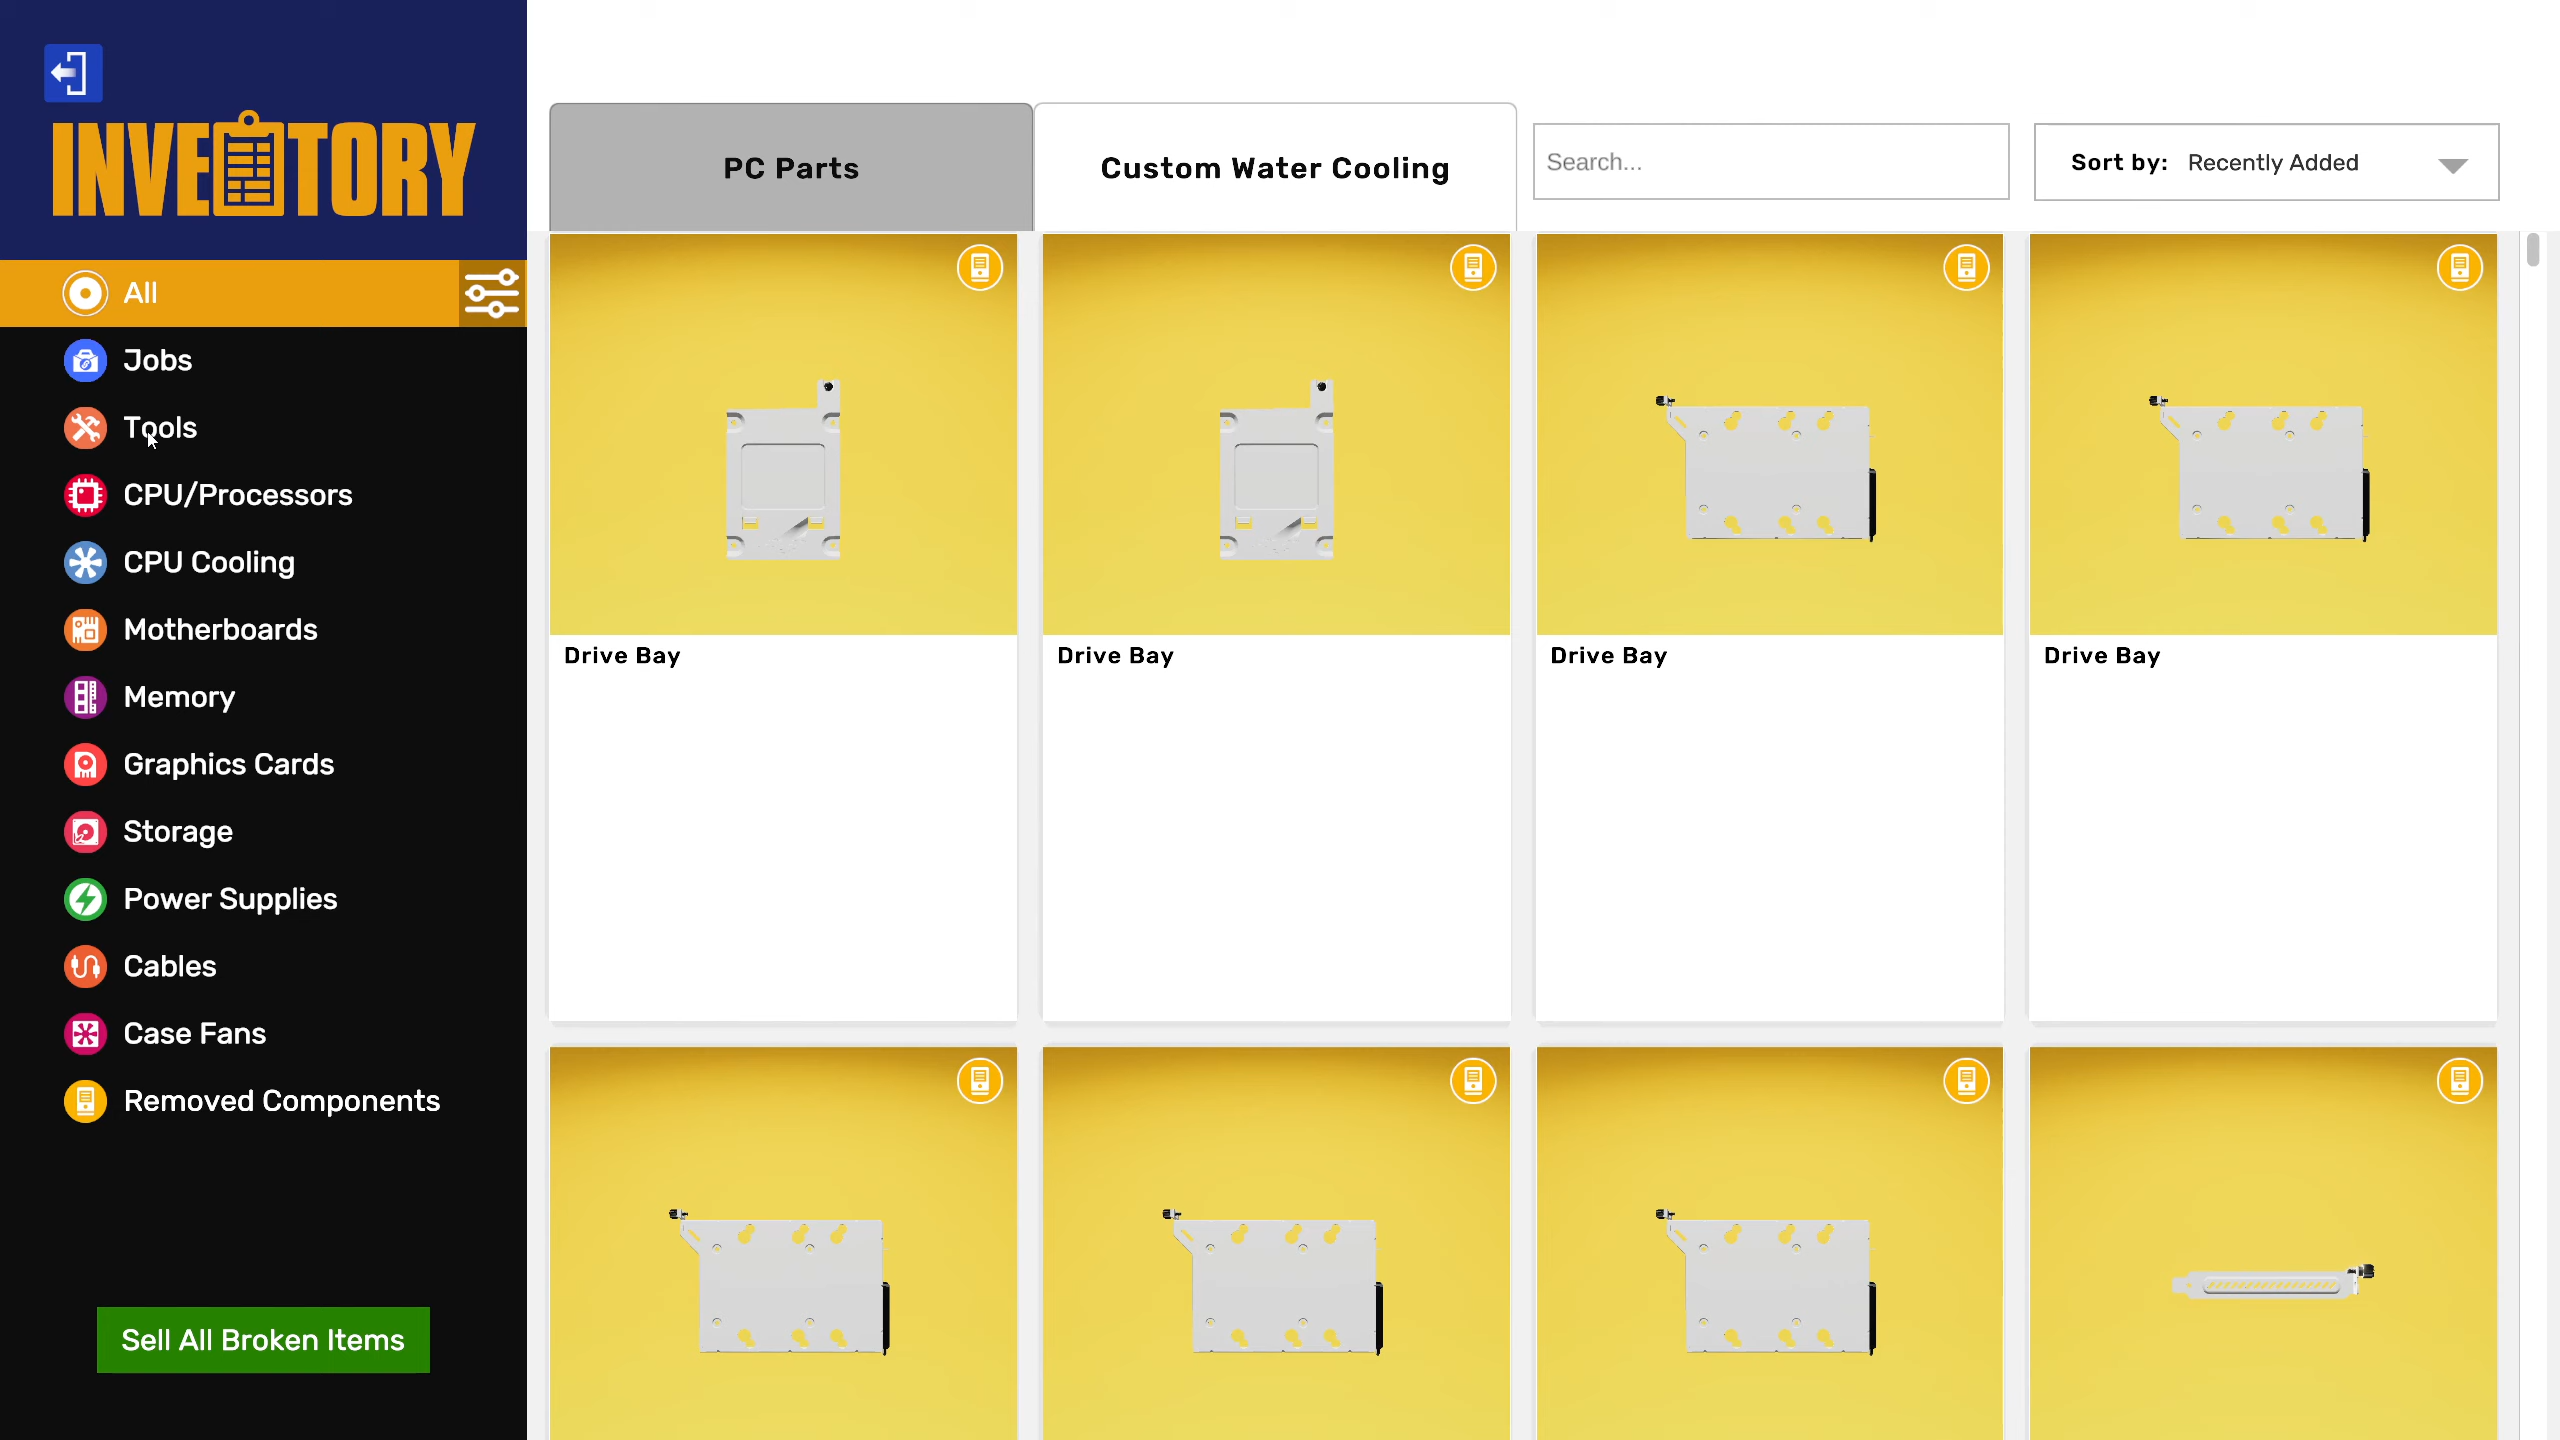 INVENTORY
PC Parts
Custom Water Cooling
Search...
Sort by: Recently Added
All
Jobs
Tools
CPU/Processors
CPU Cooling
Motherboards
Memory
Graphics Cards
Storage
Power Supplies
Cables
Case Fans
Removed Components
Sell All Broken Items
Drive Bay
Drive Bay
Drive Bay
Drive Bay